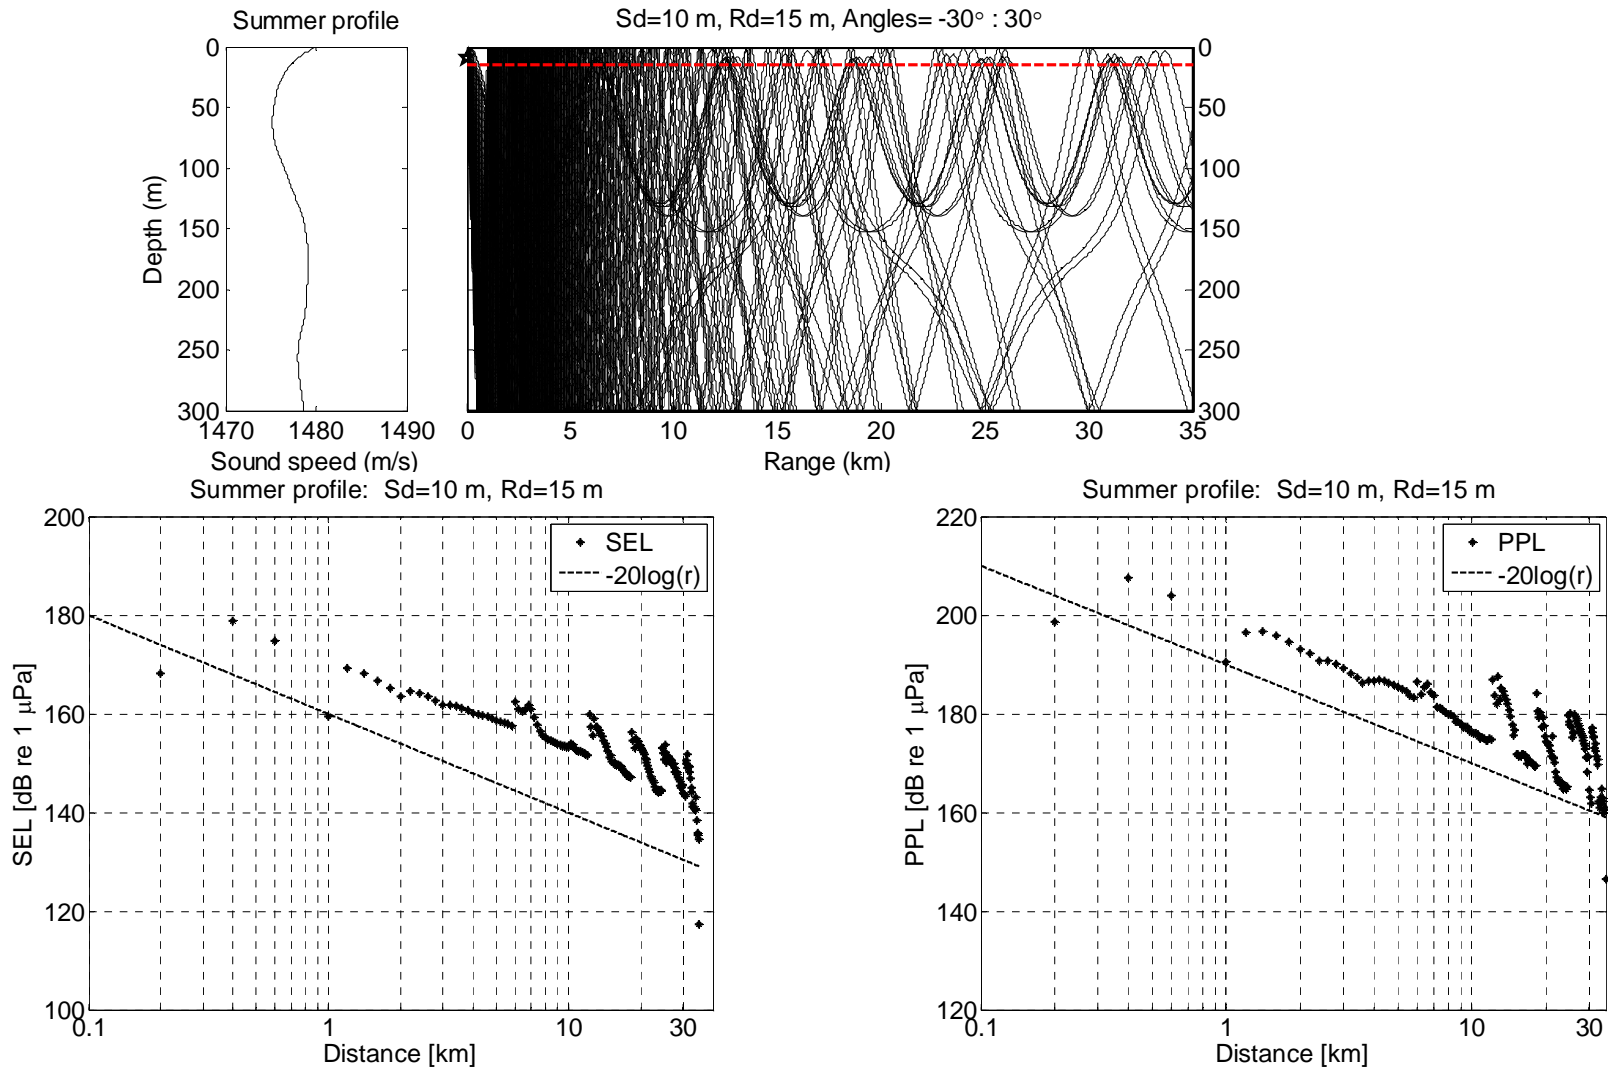 Summer profile
Sd=10 m, Rd=15 m, Angles= -30° : 30°
0
50
100
150
200
250
300
Depth (m)
1470 1480 1490
Sound speed (m/s)
0
50
100
150
200
250
300
0 5 10 15 20 25 30 35
Range (km)
Summer profile: Sd=10 m, Rd=15 m
200
180
160
140
120
100
SEL [dB re 1 μPa]
SEL
-20log(r)
0.1 1 10 30
Distance [km]
Summer profile: Sd=10 m, Rd=15 m
220
200
180
160
140
120
PPL [dB re 1 μPa]
PPL
-20log(r)
0.1 1 10 30
Distance [km]